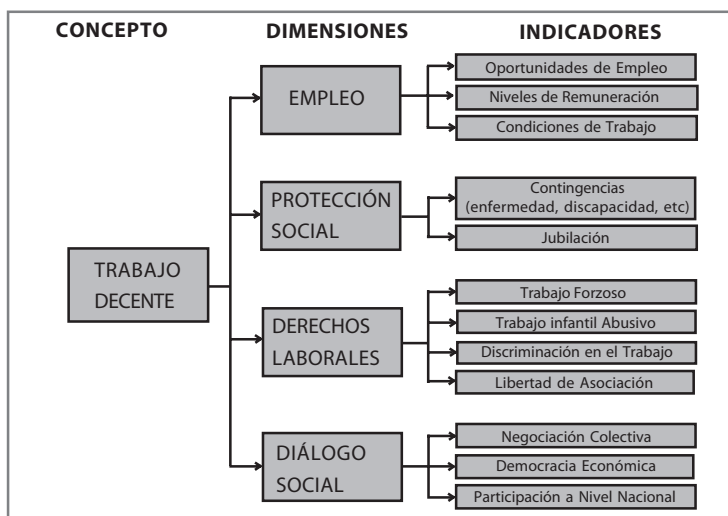 CONCEPTO
DIMENSIONES
INDICADORES
TRABAJO
DECENTE
EMPLEO
Oportunidades de Empleo
Niveles de Remuneración
Condiciones de Trabajo
PROTECCIÓN
SOCIAL
Contingencias
(enfermedad, discapacidad, etc)
Jubilación
DERECHOS
LABORALES
Trabajo Forzoso
Trabajo infantil Abusivo
Discriminación en el Trabajo
Libertad de Asociación
DIÁLOGO
SOCIAL
Negociación Colectiva
Democracia Económica
Participación a Nivel Nacional